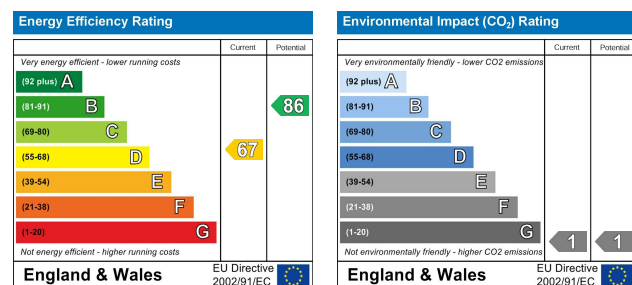 Energy Efficiency Rating
Current Potential
Very energy efficient - lower running costs
(92 plus) A
(81-91) B
86
(69-80) C
(55-68) D
67
(39-54) E
(21-38) F
(1-20) G
Not energy efficient - higher running costs
England & Wales
EU Directive
2002/91/EC
Environmental Impact (CO₂) Rating
Current Potential
Very environmentally friendly - lower CO2 emissions
(92 plus) A
(81-91) B
(69-80) C
(55-68) D
(39-54) E
(21-38) F
(1-20) G
1 1
Not environmentally friendly - higher CO2 emissions
England & Wales
EU Directive
2002/91/EC